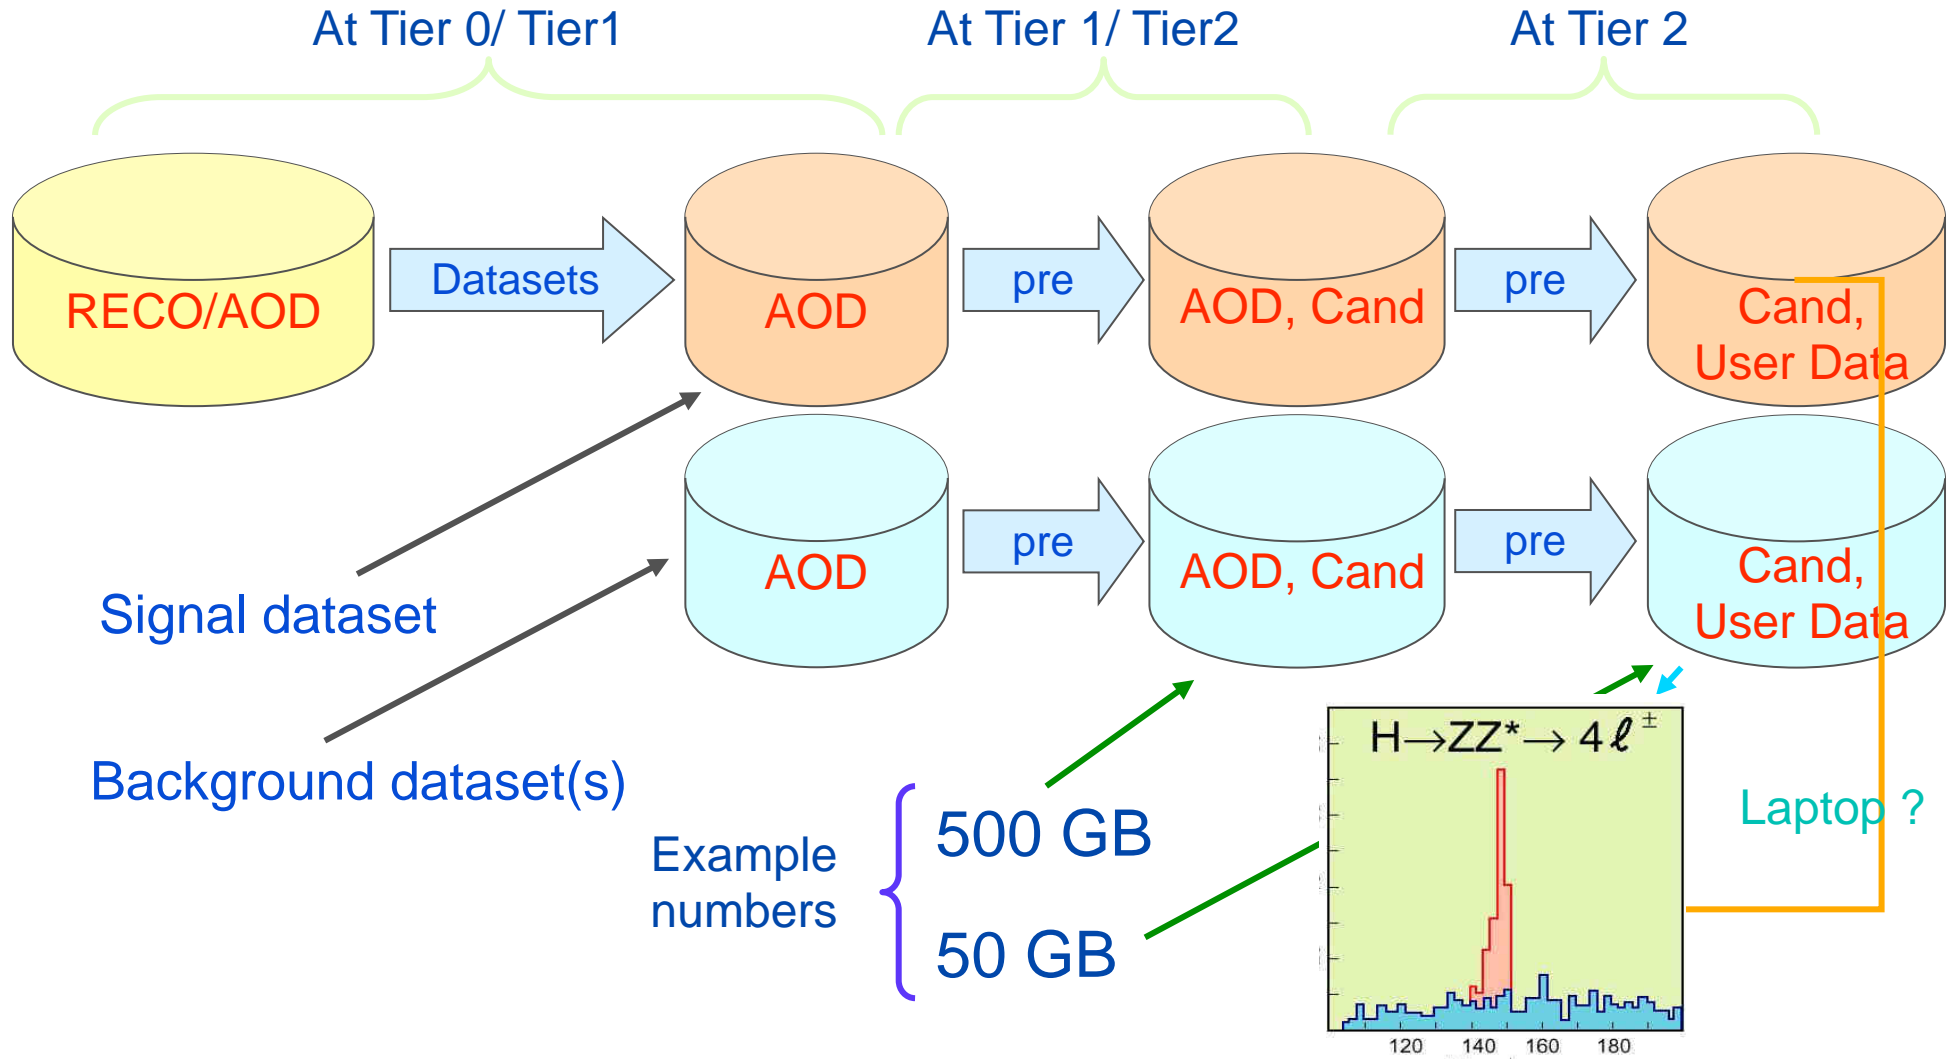 At Tier 0/ Tier1
At Tier 1/ Tier2
At Tier 2
RECO/AOD
Datasets
AOD
pre
AOD, Cand
pre
Cand,
User Data
AOD
pre
AOD, Cand
pre
Cand,
User Data
Signal dataset
Background dataset(s)
Example
numbers
500 GB
50 GB
H→ZZ*→ 4 ℓ ±
120 140 160 180
Laptop ?